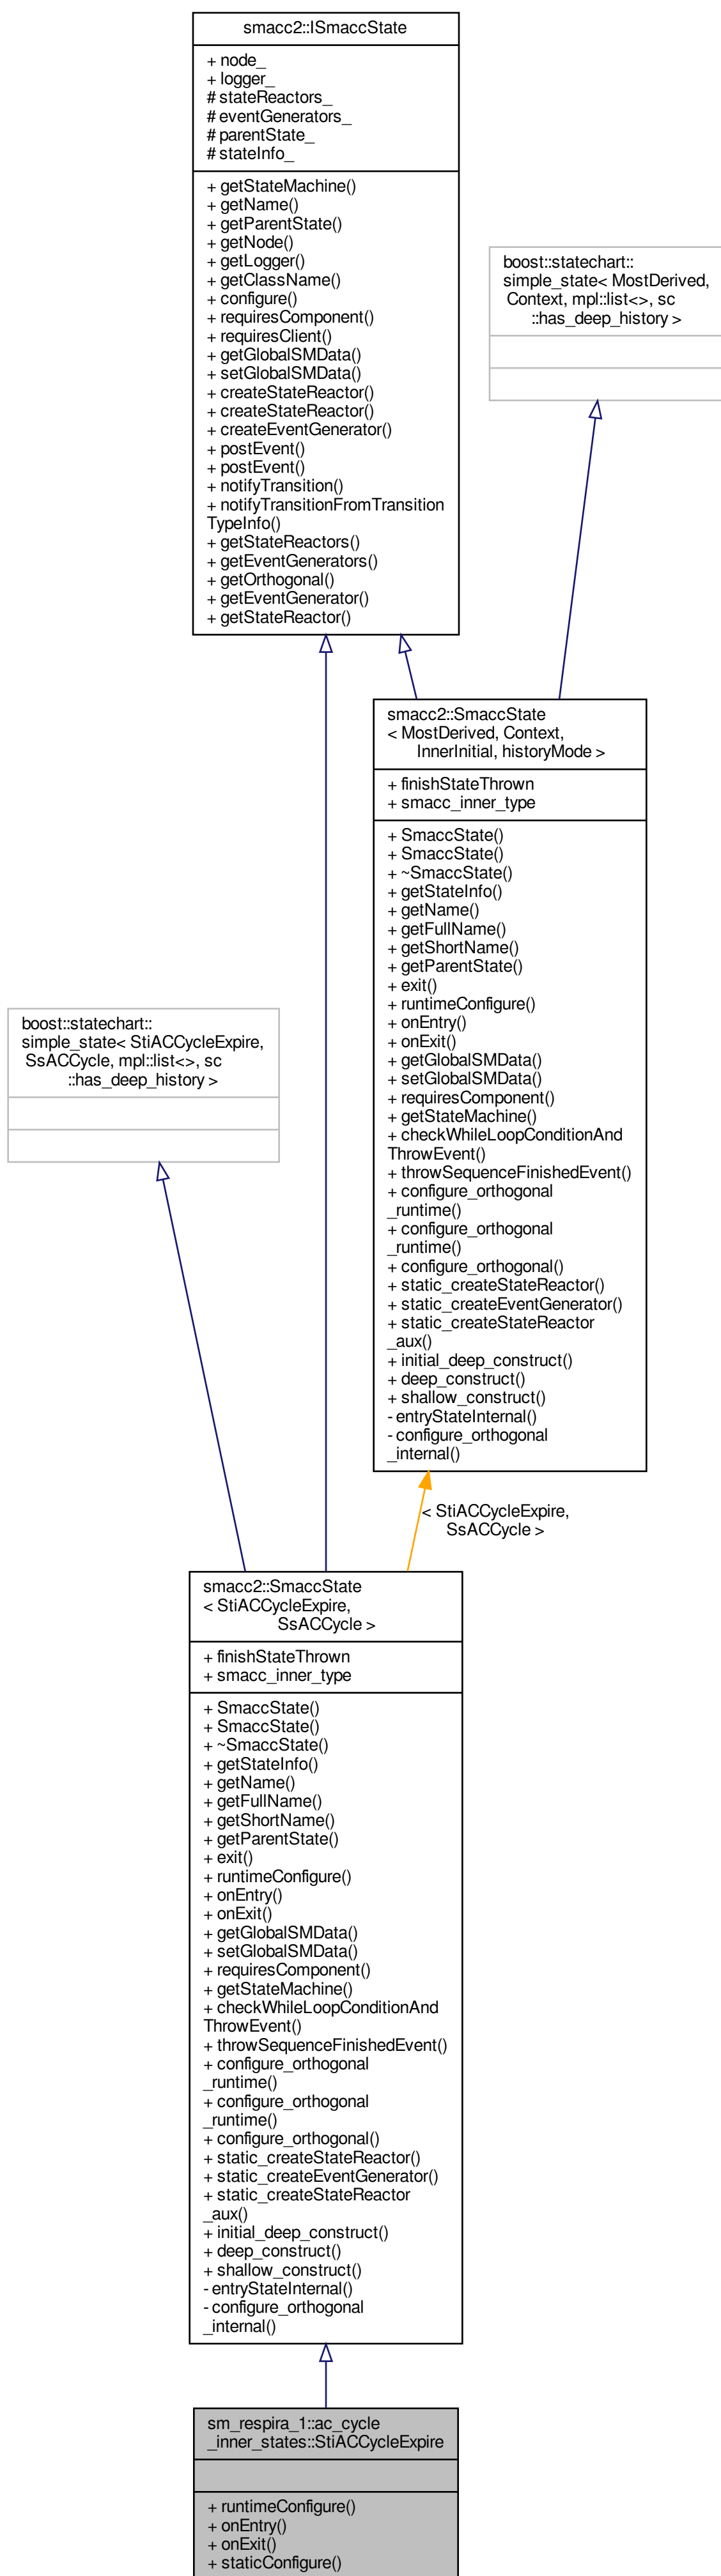 smacc2::ISmaccState
+ node_
+ logger_
# stateReactors_
# eventGenerators_
# parentState_
# stateInfo_
+ getStateMachine()
+ getName()
+ getParentState()
+ getNode()
+ getLogger()
+ getClassName()
+ configure()
+ requiresComponent()
+ requiresClient()
+ getGlobalSMData()
+ setGlobalSMData()
+ createStateReactor()
+ createStateReactor()
+ createEventGenerator()
+ postEvent()
+ postEvent()
+ notifyTransition()
+ notifyTransitionFromTransition
TypeInfo()
+ getStateReactors()
+ getEventGenerators()
+ getOrthogonal()
+ getEventGenerator()
+ getStateReactor()
boost::statechart::
simple_state< MostDerived,
Context, mpl::list<>, sc
::has_deep_history >
smacc2::SmaccState
< MostDerived, Context,
InnerInitial, historyMode >
+ finishStateThrown
+ smacc_inner_type
+ SmaccState()
+ SmaccState()
+ ~SmaccState()
+ getStateInfo()
+ getName()
+ getFullName()
+ getShortName()
+ getParentState()
+ exit()
+ runtimeConfigure()
+ onEntry()
+ onExit()
+ getGlobalSMData()
+ setGlobalSMData()
+ requiresComponent()
+ getStateMachine()
+ checkWhileLoopConditionAnd
ThrowEvent()
+ throwSequenceFinishedEvent()
+ configure_orthogonal
_runtime()
+ configure_orthogonal
_runtime()
+ configure_orthogonal()
+ static_createStateReactor()
+ static_createEventGenerator()
+ static_createStateReactor
_aux()
+ initial_deep_construct()
+ deep_construct()
+ shallow_construct()
- entryStateInternal()
- configure_orthogonal
_internal()
boost::statechart::
simple_state< StiACCycleExpire,
SsACCycle, mpl::list<>, sc
::has_deep_history >
< StiACCycleExpire,
SsACCycle >
smacc2::SmaccState
< StiACCycleExpire,
SsACCycle >
+ finishStateThrown
+ smacc_inner_type
+ SmaccState()
+ SmaccState()
+ ~SmaccState()
+ getStateInfo()
+ getName()
+ getFullName()
+ getShortName()
+ getParentState()
+ exit()
+ runtimeConfigure()
+ onEntry()
+ onExit()
+ getGlobalSMData()
+ setGlobalSMData()
+ requiresComponent()
+ getStateMachine()
+ checkWhileLoopConditionAnd
ThrowEvent()
+ throwSequenceFinishedEvent()
+ configure_orthogonal
_runtime()
+ configure_orthogonal
_runtime()
+ configure_orthogonal()
+ static_createStateReactor()
+ static_createEventGenerator()
+ static_createStateReactor
_aux()
+ initial_deep_construct()
+ deep_construct()
+ shallow_construct()
- entryStateInternal()
- configure_orthogonal
_internal()
sm_respira_1::ac_cycle
_inner_states::StiACCycleExpire
+ runtimeConfigure()
+ onEntry()
+ onExit()
+ staticConfigure()